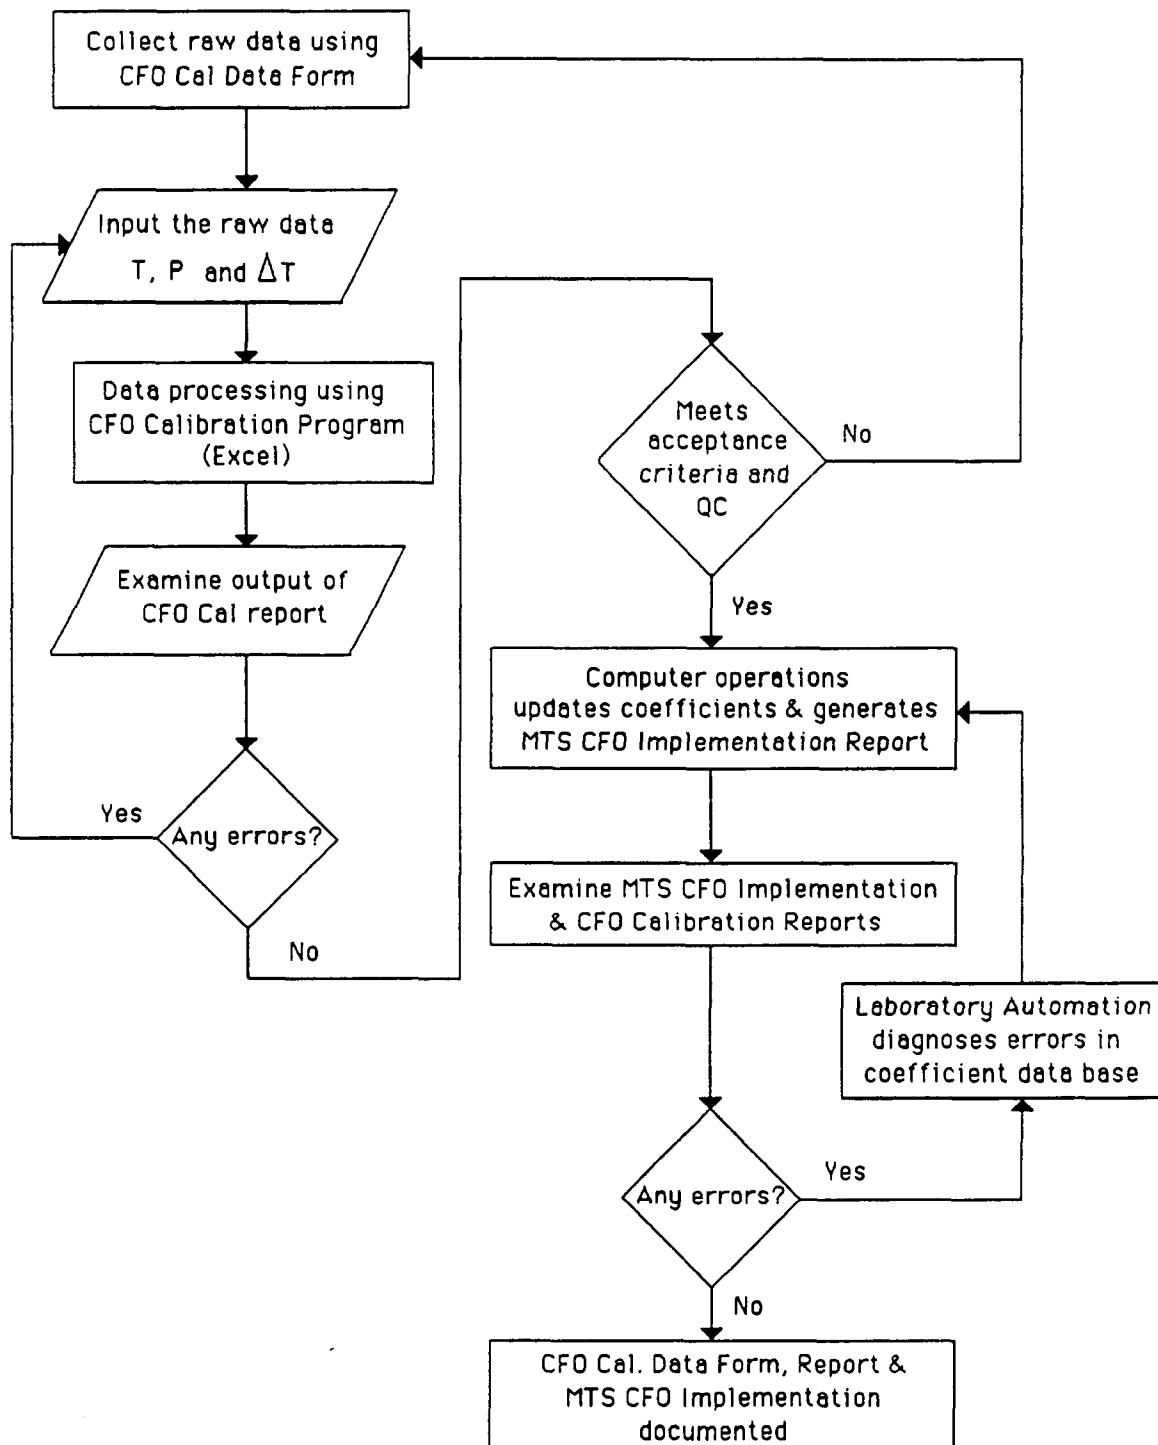 Collect raw data using
CFO Cal Data Form
Input the raw data
T, P and ΔT
Data processing using
CFO Calibration Program
(Excel)
Examine output of
CFO Cal report
Yes
Any errors?
No
Meets
acceptance
criteria and
QC
No
Yes
Computer operations
updates coefficients & generates
MTS CFO Implementation Report
Examine MTS CFO Implementation
& CFO Calibration Reports
Laboratory Automation
diagnoses errors in
coefficient data base
Any errors?
Yes
No
CFO Cal. Data Form, Report &
MTS CFO Implementation
documented